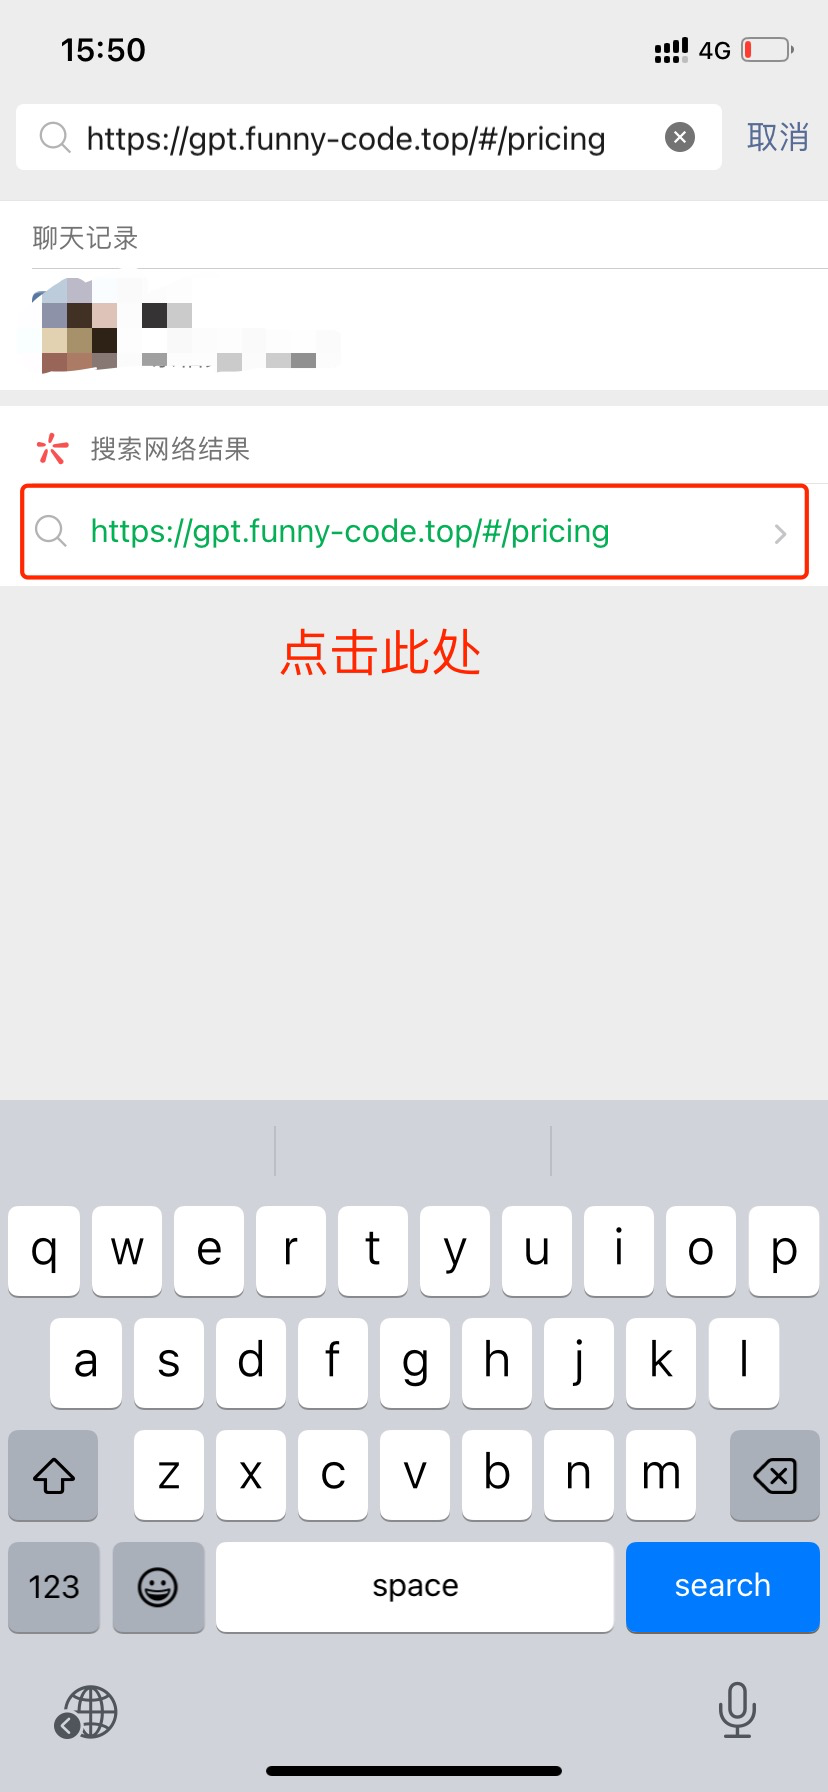 15:50
4G
https://gpt.funny-code.top/#/pricing
取消
聊天记录
搜索网络结果
https://gpt.funny-code.top/#/pricing
点击此处
q w e r t y u i o p
a s d f g h j k l
z x c v b n m
123
space
search